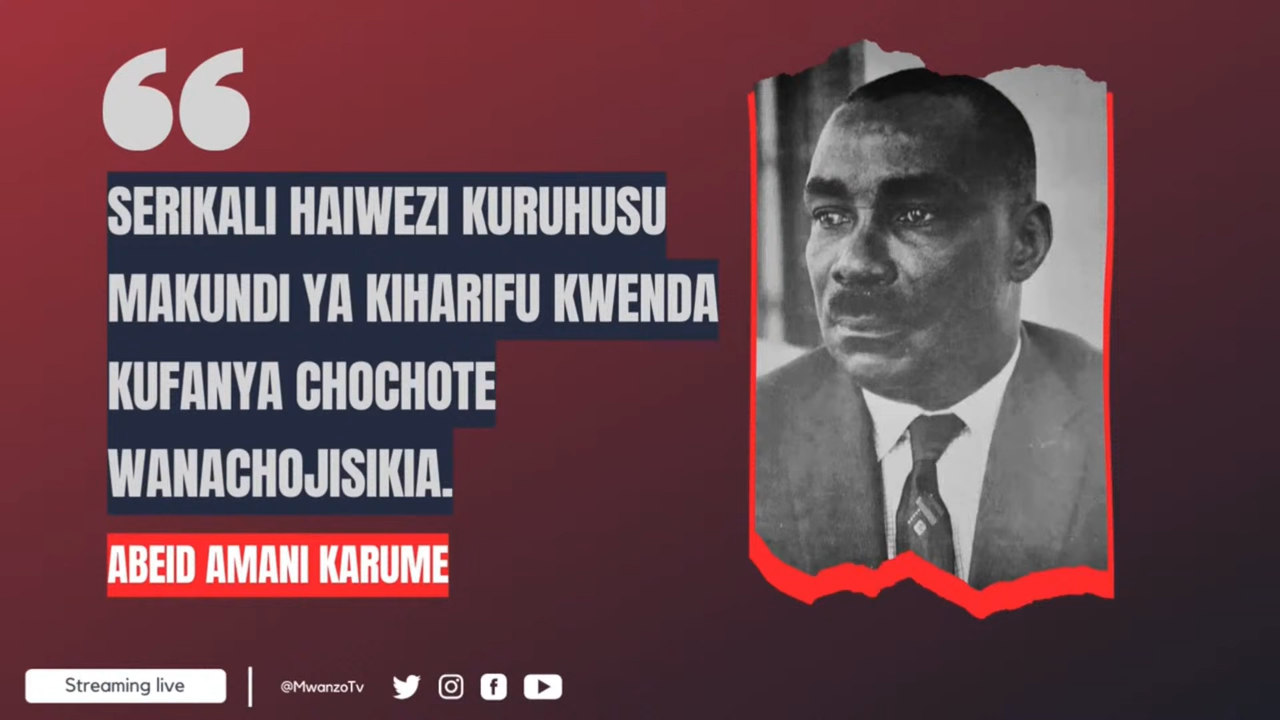 SERIKALI HAIWEZI KURUHUSU
MAKUNDI YA KIHARIFU KWENDA
KUFANYA CHOCHOTE
WANACHOJISIKIA.
ABEID AMANI KARUME
Streaming live
@MwanzoTv